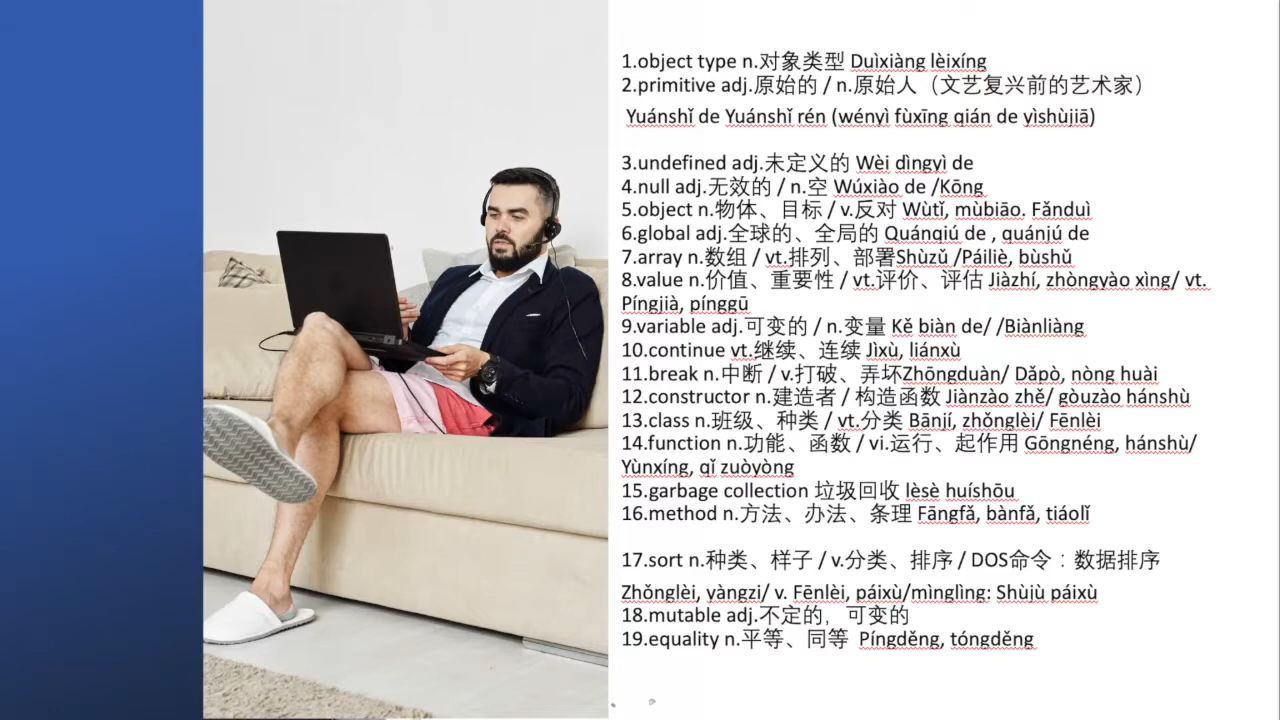 1.object type n.对象类型 Duìxiàng lèixíng
2.primitive adj.原始的 / n.原始人（文艺复兴前的艺术家）
Yuánshǐ de Yuánshǐ rén (wényì fùxīng qián de yìshùjiā)
3.undefined adj.未定义的 Wèi dìngyì de
4.null adj.无效的 / n.空 Wúxiào de /Kōng
5.object n.物体、目标 / v.反对 Wùtǐ, mùbiāo. Fǎnduì
6.global adj.全球的、全局的 Quánqiú de , quánjú de
7.array n.数组 / vt.排列、部署Shùzǔ /Páiliè, bùshǔ
8.value n.价值、重要性 / vt.评价、评估 Jiàzhí, zhòngyào xìng/ vt.
Píngjià, pínggū
9.variable adj.可变的 / n.变量 Kě biàn de/ /Biànliàng
10.continue vt.继续、连续 Jìxù, liánxù
11.break n.中断 / v.打破、弄坏Zhōngduàn/ Dǎpò, nòng huài
12.constructor n.建造者 / 构造函数 Jiànzào zhě/ gòuzào hánshù
13.class n.班级、种类 / vt.分类 Bānjí, zhǒnglèi/ Fēnlèi
14.function n.功能、函数 / vi.运行、起作用 Gōngnéng, hánshù/
Yùnxíng, qǐ zuòyòng
15.garbage collection 垃圾回收 lèsè huíshōu
16.method n.方法、办法、条理 Fāngfǎ, bànfǎ, tiáolǐ
17.sort n.种类、样子 / v.分类、排序 / DOS命令：数据排序
Zhǒnglèi, yàngzi/ v. Fēnlèi, páixù/mìnglìng: Shùjù páixù
18.mutable adj.不定的，可变的
19.equality n.平等、同等 Píngděng, tóngděng